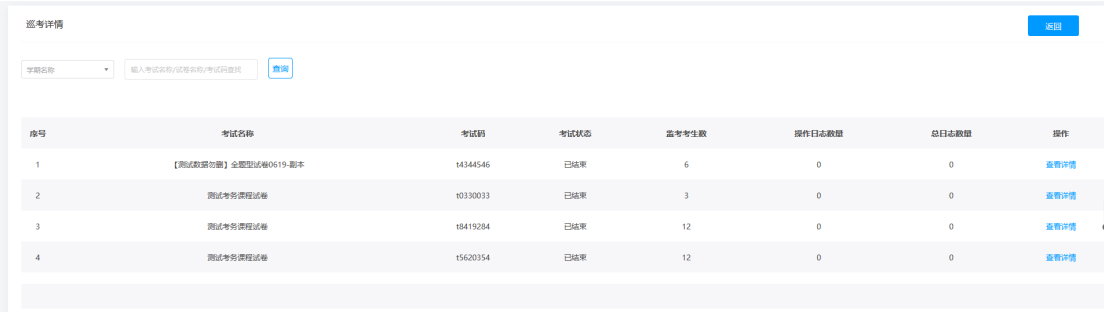 巡考详情
返回
学期名称 输入考试名称/试卷名称/考试码查找 查询
序号 考试名称 考试码 考试状态 监考考生数 操作日志数量 总日志数量 操作
1 【测试数据勿删】全题型试卷0619-副本 t4344546 已结束 6 0 0 查看详情
2 测试考务课程试卷 t0330033 已结束 3 0 0 查看详情
3 测试考务课程试卷 t8419284 已结束 12 0 0 查看详情
4 测试考务课程试卷 t5620354 已结束 12 0 0 查看详情